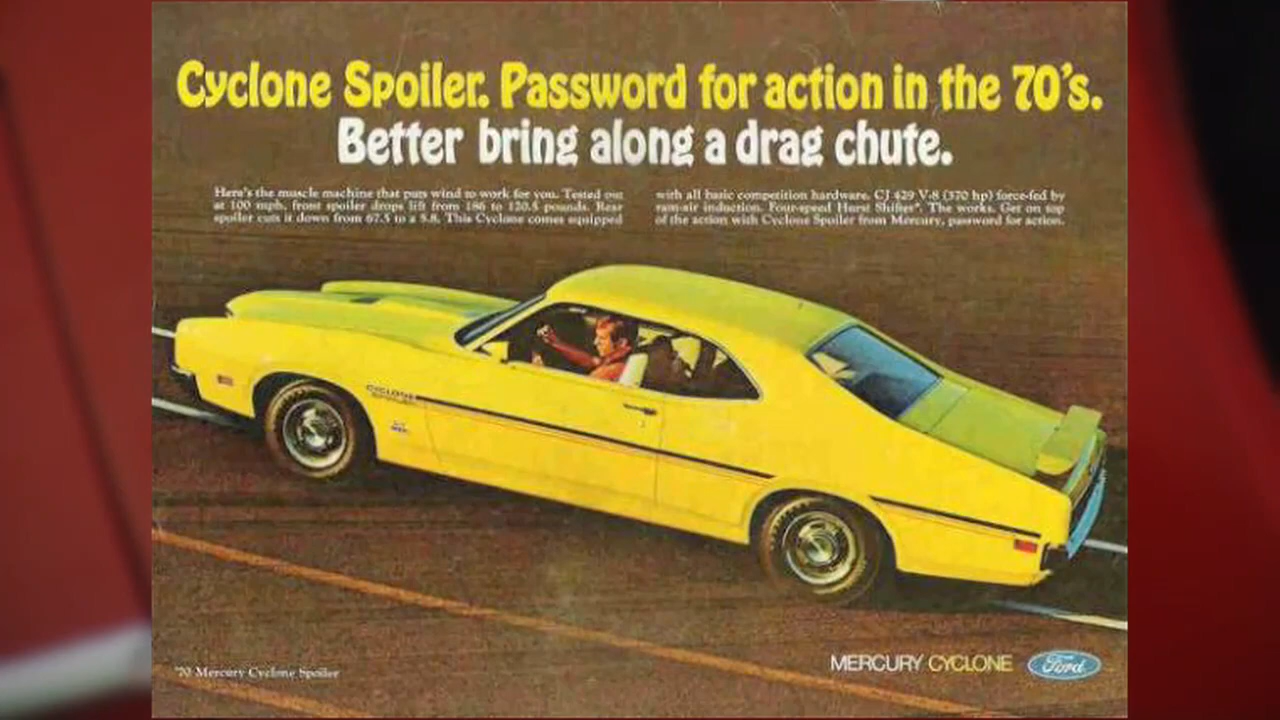 Cyclone Spoiler. Password for action in the 70's.
Better bring along a drag chute.
Here's the muscle machine that puts wind to work for you. Tested out
at 100 mph, front spoiler drops lift from 186 to 120.5 pounds. Rear
spoiler cuts it down from 67.5 to a 5.8. This Cyclone comes equipped
with all basic competition hardware. CJ 429 V-8 (370 hp) force-fed by
ram-air induction. Four-speed Hurst Shifter®. The works. Get on top
of the action with Cyclone Spoiler from Mercury, password for action.
CYCLONE
SPOILER
'70 Mercury Cyclone Spoiler
MERCURY CYCLONE Ford